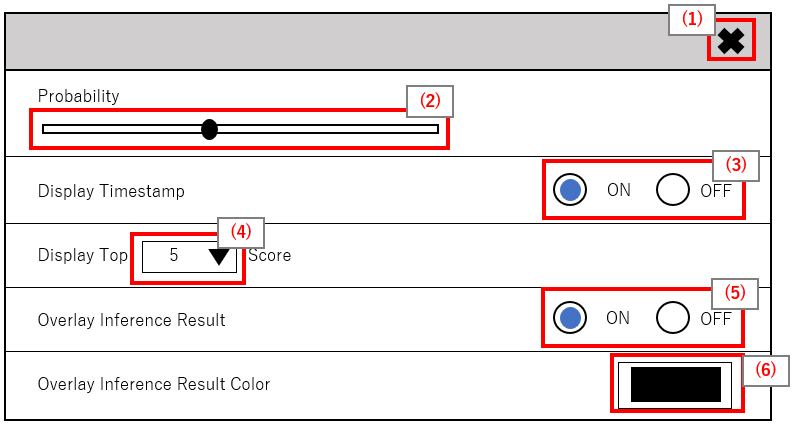 (1)
Probability
(2)
(3)
Display Timestamp ON OFF
(4)
Display Top 5 Score
(5)
Overlay Inference Result ON OFF
(6)
Overlay Inference Result Color